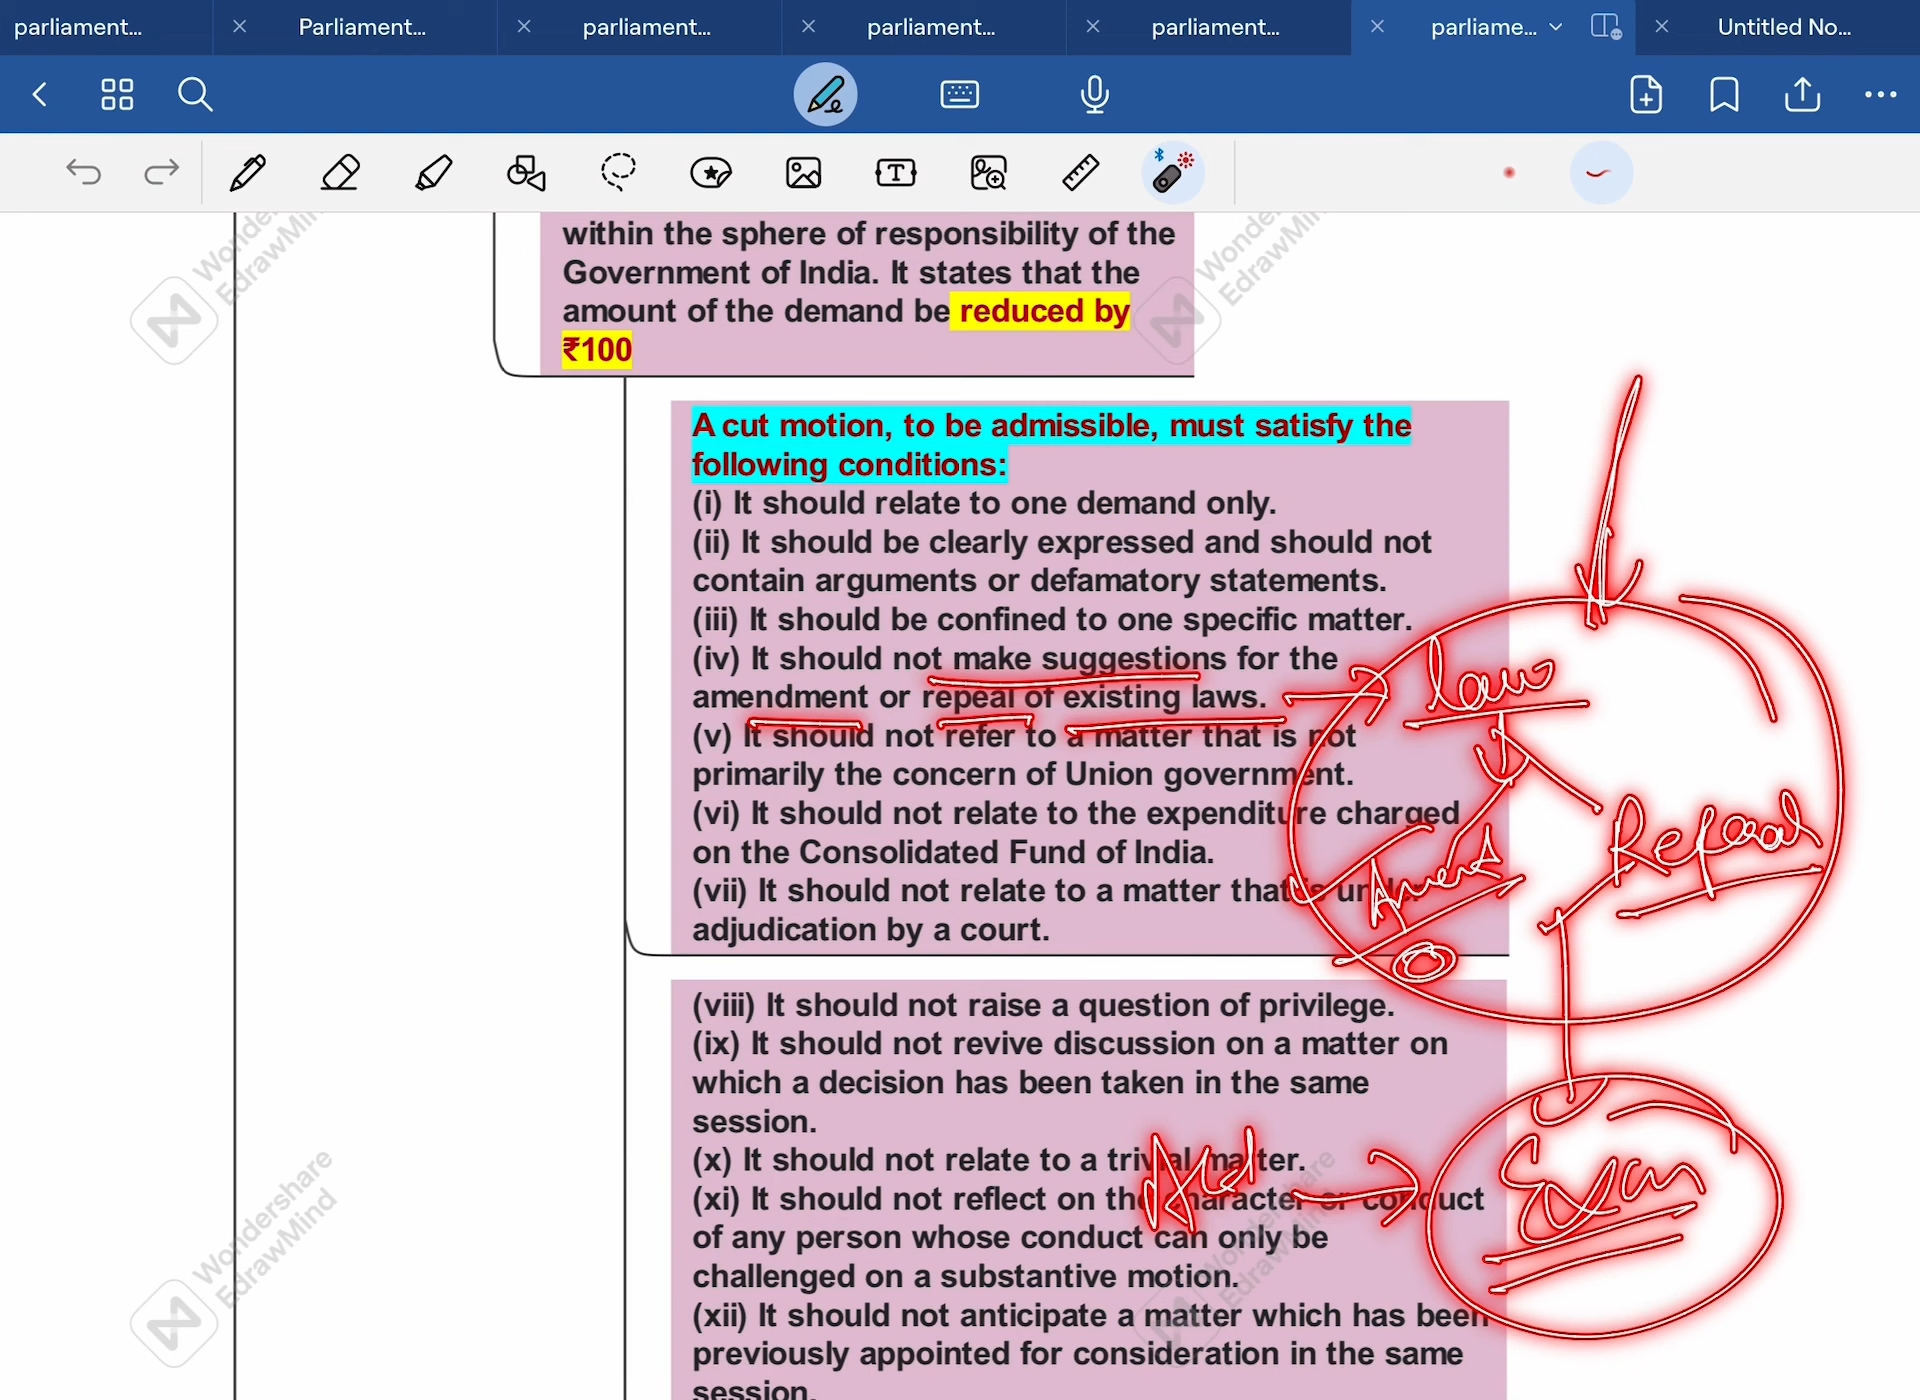 parliament...
Parliament...
parliament...
parliament...
parliament...
parliame...
Untitled No...
within the sphere of responsibility of the
Government of India. It states that the
amount of the demand be reduced by
₹100
A cut motion, to be admissible, must satisfy the
following conditions:
(i) It should relate to one demand only.
(ii) It should be clearly expressed and should not
contain arguments or defamatory statements.
(iii) It should be confined to one specific matter.
(iv) It should not make suggestions for the
amendment or repeal of existing laws.
(v) It should not refer to a matter that is not
primarily the concern of Union government.
(vi) It should not relate to the expenditure charged
on the Consolidated Fund of India.
(vii) It should not relate to a matter that is under
adjudication by a court.
law
Amend
Repeal
(viii) It should not raise a question of privilege.
(ix) It should not revive discussion on a matter on
which a decision has been taken in the same
session.
(x) It should not relate to a trivial matter.
(xi) It should not reflect on the character or conduct
of any person whose conduct can only be
challenged on a substantive motion.
(xii) It should not anticipate a matter which has been
previously appointed for consideration in the same
session.
Wondershare
EdrawMind
Wondershare
EdrawMind